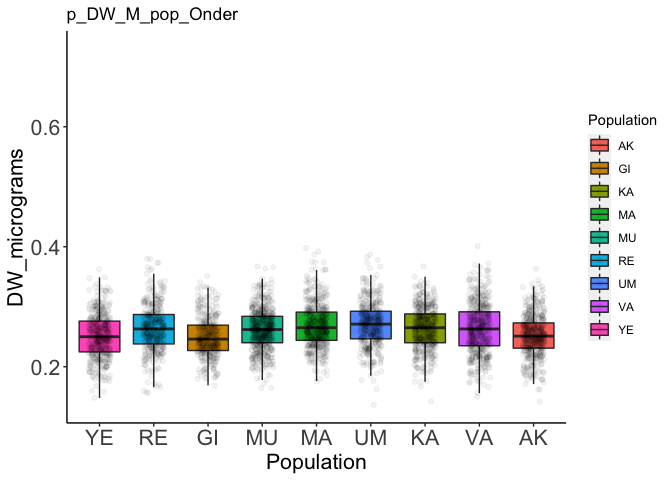 p_DW_M_pop_Onder
DW_micrograms
0.6
0.4
0.2
YE RE GI MU MA UM KA VA AK
Population
Population
AK
GI
KA
MA
MU
RE
UM
VA
YE